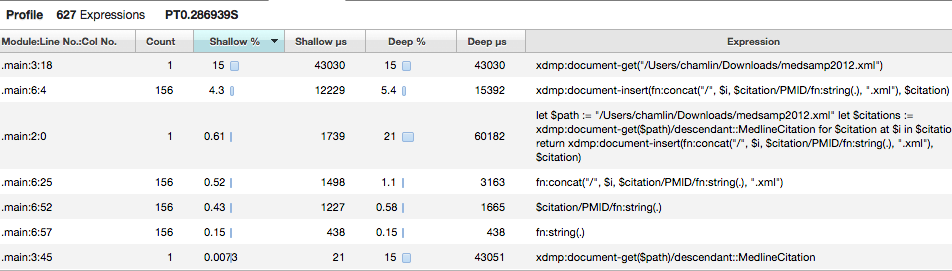 Profile 627 Expressions PT0.286939S
Module:Line No.:Col No. Count Shallow % Shallow µs Deep % Deep µs Expression
.main:3:18 1 15 43030 15 43030 xdmp:document-get("/Users/chamlin/Downloads/medsamp2012.xml")
.main:6:4 156 4.3 12229 5.4 15392 xdmp:document-insert(fn:concat("/", $i, $citation/PMID/fn:string(.), ".xml"), $citation)
let $path := "/Users/chamlin/Downloads/medsamp2012.xml" let $citations :=
.main:2:0 1 0.61 1739 21 60182 xdmp:document-get($path)/descendant::MedlineCitation for $citation at $i in $citatio
return xdmp:document-insert(fn:concat("/", $i, $citation/PMID/fn:string(.), ".xml"),
$citation)
.main:6:25 156 0.52 1498 1.1 3163 fn:concat("/", $i, $citation/PMID/fn:string(.), ".xml")
.main:6:52 156 0.43 1227 0.58 1665 $citation/PMID/fn:string(.)
.main:6:57 156 0.15 438 0.15 438 fn:string(.)
.main:3:45 1 0.0073 21 15 43051 xdmp:document-get($path)/descendant::MedlineCitation